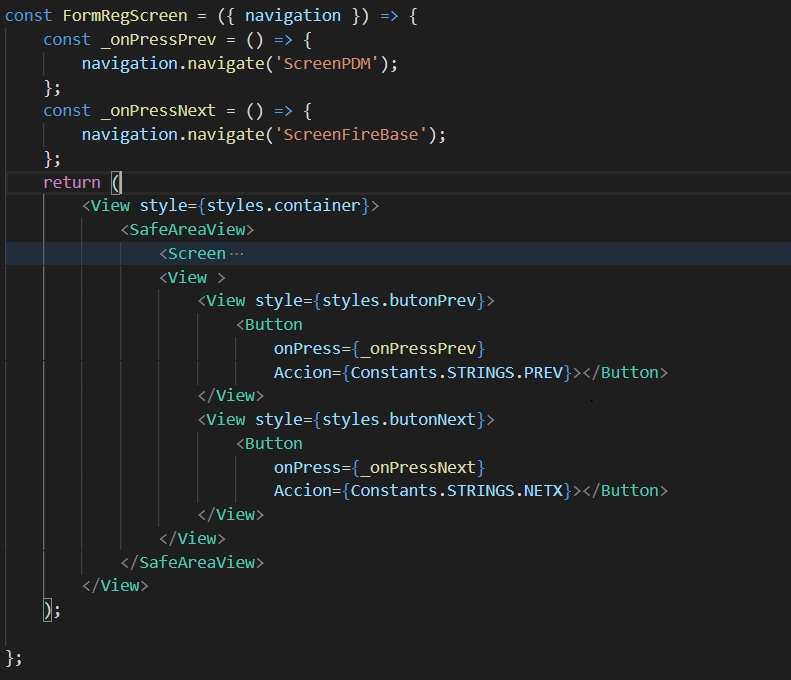 const FormRegScreen = ({ navigation }) => {
    const _onPressPrev = () => {
        navigation.navigate('ScreenPDM');
    };
    const _onPressNext = () => {
        navigation.navigate('ScreenFireBase');
    };
    return (
        <View style={styles.container}>
            <SafeAreaView>
                <Screen ···
                <View >
                    <View style={styles.butonPrev}>
                        <Button
                            onPress={_onPressPrev}
                            Accion={Constants.STRINGS.PREV}></Button>
                    </View>
                    <View style={styles.butonNext}>
                        <Button
                            onPress={_onPressNext}
                            Accion={Constants.STRINGS.NETX}></Button>
                    </View>
                </View>
            </SafeAreaView>
        </View>
    );
};